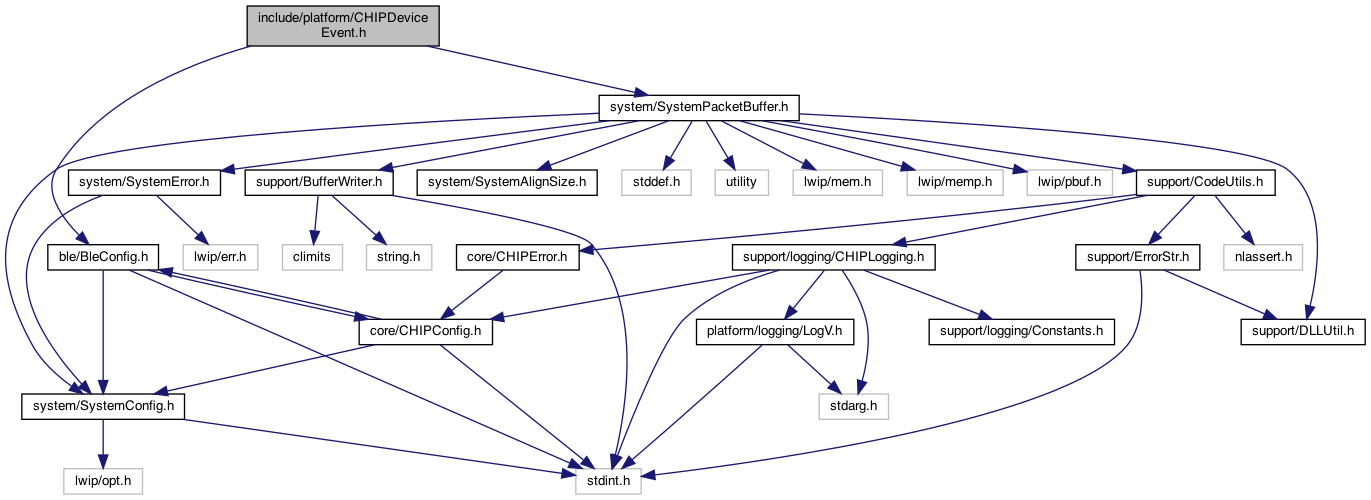 include/platform/CHIPDevice
Event.h
system/SystemPacketBuffer.h
system/SystemError.h
support/BufferWriter.h
system/SystemAlignSize.h
stddef.h
utility
lwip/mem.h
lwip/memp.h
lwip/pbuf.h
support/CodeUtils.h
ble/BleConfig.h
lwip/err.h
climits
string.h
core/CHIPError.h
support/logging/CHIPLogging.h
support/ErrorStr.h
nlassert.h
core/CHIPConfig.h
platform/logging/LogV.h
support/logging/Constants.h
support/DLLUtil.h
system/SystemConfig.h
stdarg.h
lwip/opt.h
stdint.h